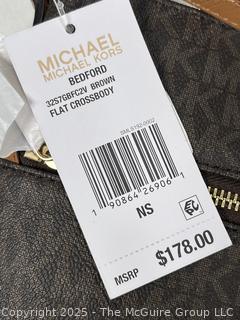 MICHAEL
MICHAEL KORS
BEDFORD
32S7GBFC2V BROWN
FLAT CROSSBODY
1 90864 26906 1
NS
MSRP $178.00
Copyright 2025 - The McGuire Group, LLC